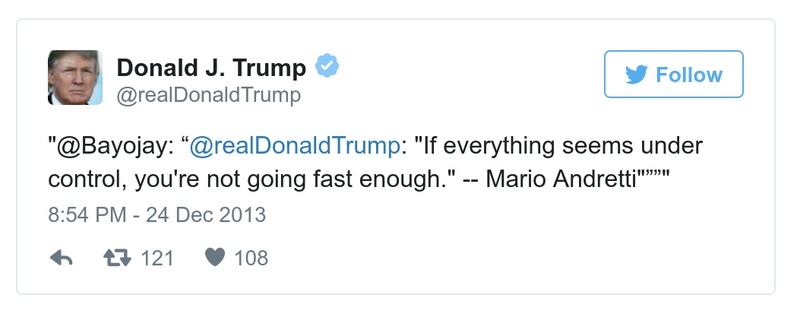 Donald J. Trump
@realDonaldTrump
Follow
"@Bayojay: “@realDonaldTrump: "If everything seems under
control, you're not going fast enough." -- Mario Andretti"””"
8:54 PM - 24 Dec 2013
121 108